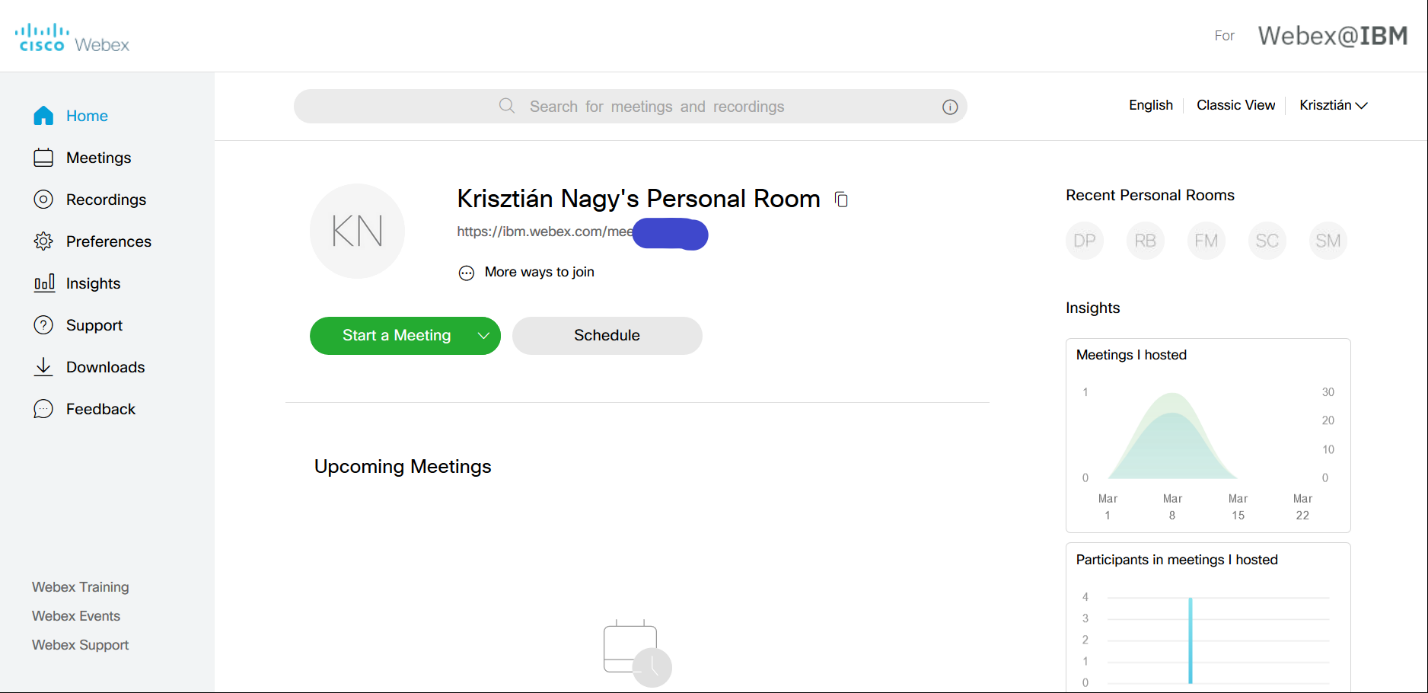 CISCO Webex
For Webex@IBM
Home
Meetings
Recordings
Preferences
Insights
Support
Downloads
Feedback
Webex Training
Webex Events
Webex Support
Search for meetings and recordings
English Classic View Krisztián
KN
Krisztián Nagy's Personal Room
https://ibm.webex.com/mee
More ways to join
Start a Meeting Schedule
Upcoming Meetings
Recent Personal Rooms
DP RB FM SC SM
Insights
Meetings I hosted
1 30
20
10
0 0
Mar Mar Mar Mar
1 8 15 22
Participants in meetings I hosted
4
3
2
1
0